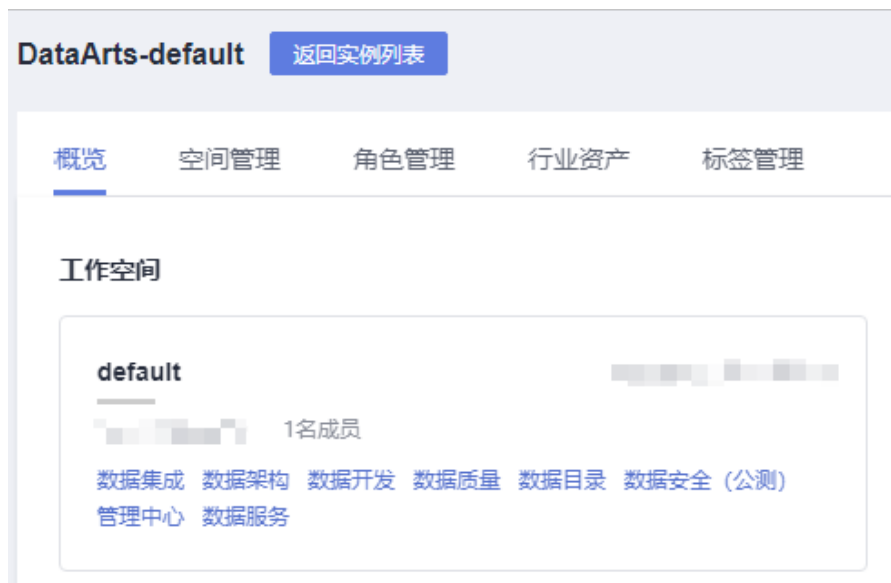 DataArts-default 返回实例列表
概览 空间管理 角色管理 行业资产 标签管理
工作空间
default
1名成员
数据集成 数据架构 数据开发 数据质量 数据目录 数据安全（公测）
管理中心 数据服务